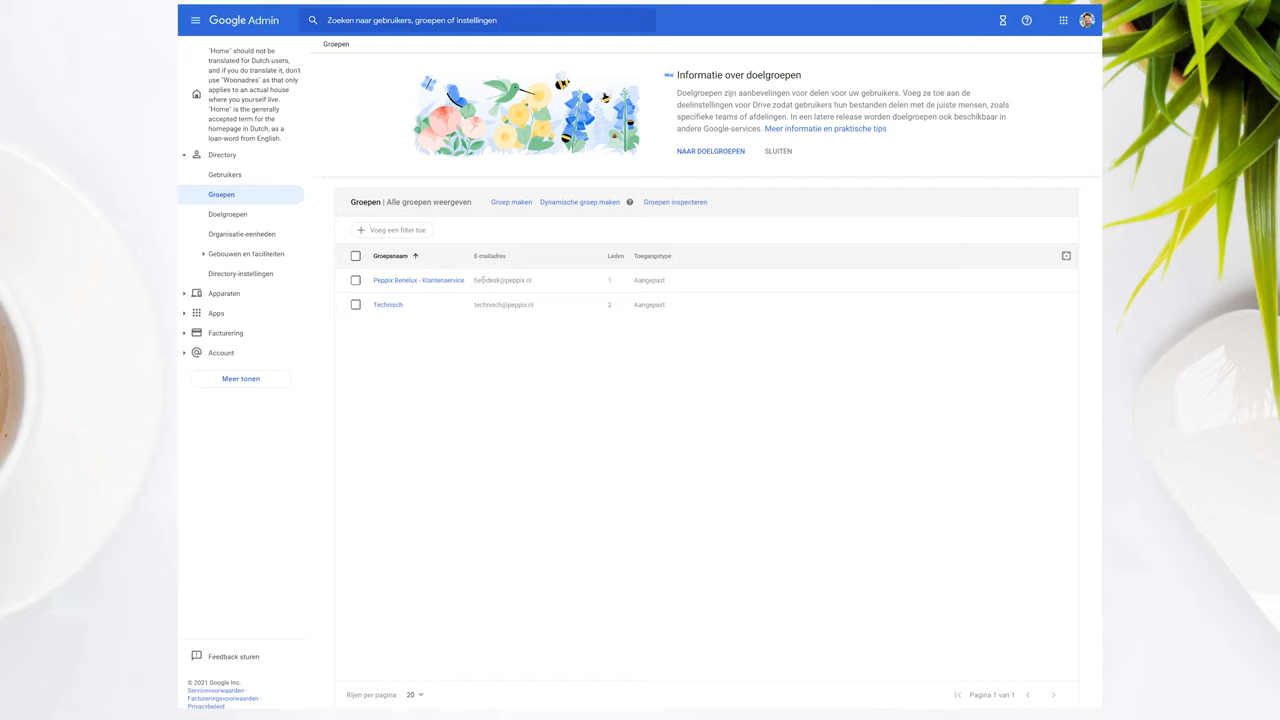 Google Admin
Zoeken naar gebruikers, groepen of instellingen
"Home" should not be
translated for Dutch users,
and if you do translate it, don't
use "Woonadres" as that only
applies to an actual house
where you yourself live.
"Home" is the generally
accepted term for the
homepage in Dutch, as a
loan-word from English.
Directory
Gebruikers
Groepen
Doelgroepen
Organisatie-eenheden
Gebouwen en faciliteiten
Directory-instellingen
Apparaten
Apps
Facturering
Account
Meer tonen
Feedback sturen
© 2021 Google Inc.
Servicevoorwaarden -
Factureringsvoorwaarden -
Privacybeleid
Groepen
NEW Informatie over doelgroepen
Doelgroepen zijn aanbevelingen voor delen voor uw gebruikers. Voeg ze toe aan de
deelinstellingen voor Drive zodat gebruikers hun bestanden delen met de juiste mensen, zoals
specifieke teams of afdelingen. In een latere release worden doelgroepen ook beschikbaar in
andere Google-services. Meer informatie en praktische tips
NAAR DOELGROEPEN SLUITEN
Groepen | Alle groepen weergeven Groep maken Dynamische groep maken Groepen inspecteren
Voeg een filter toe
Groepsnaam E-mailadres Leden Toegangstype
Peppix Benelux - Klantenservice helpdesk@peppix.nl 1 Aangepast
Technisch technisch@peppix.nl 2 Aangepast
Rijen per pagina: 20 Pagina 1 van 1